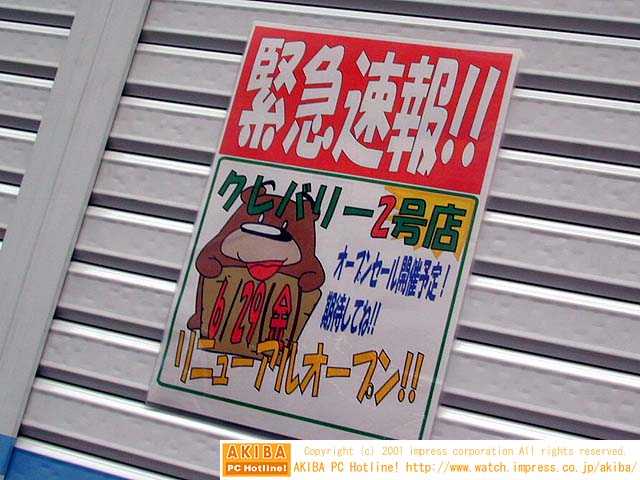 緊急速報!!
クレバリー2号店
オープンセール開催予定!
期待してね!!
6/29(金)
リニューアルオープン!!
AKIBA
PC Hotline!
Copyright (c) 2001 impress corporation All rights reserved.
AKIBA PC Hotline! http://www.watch.impress.co.jp/akiba/